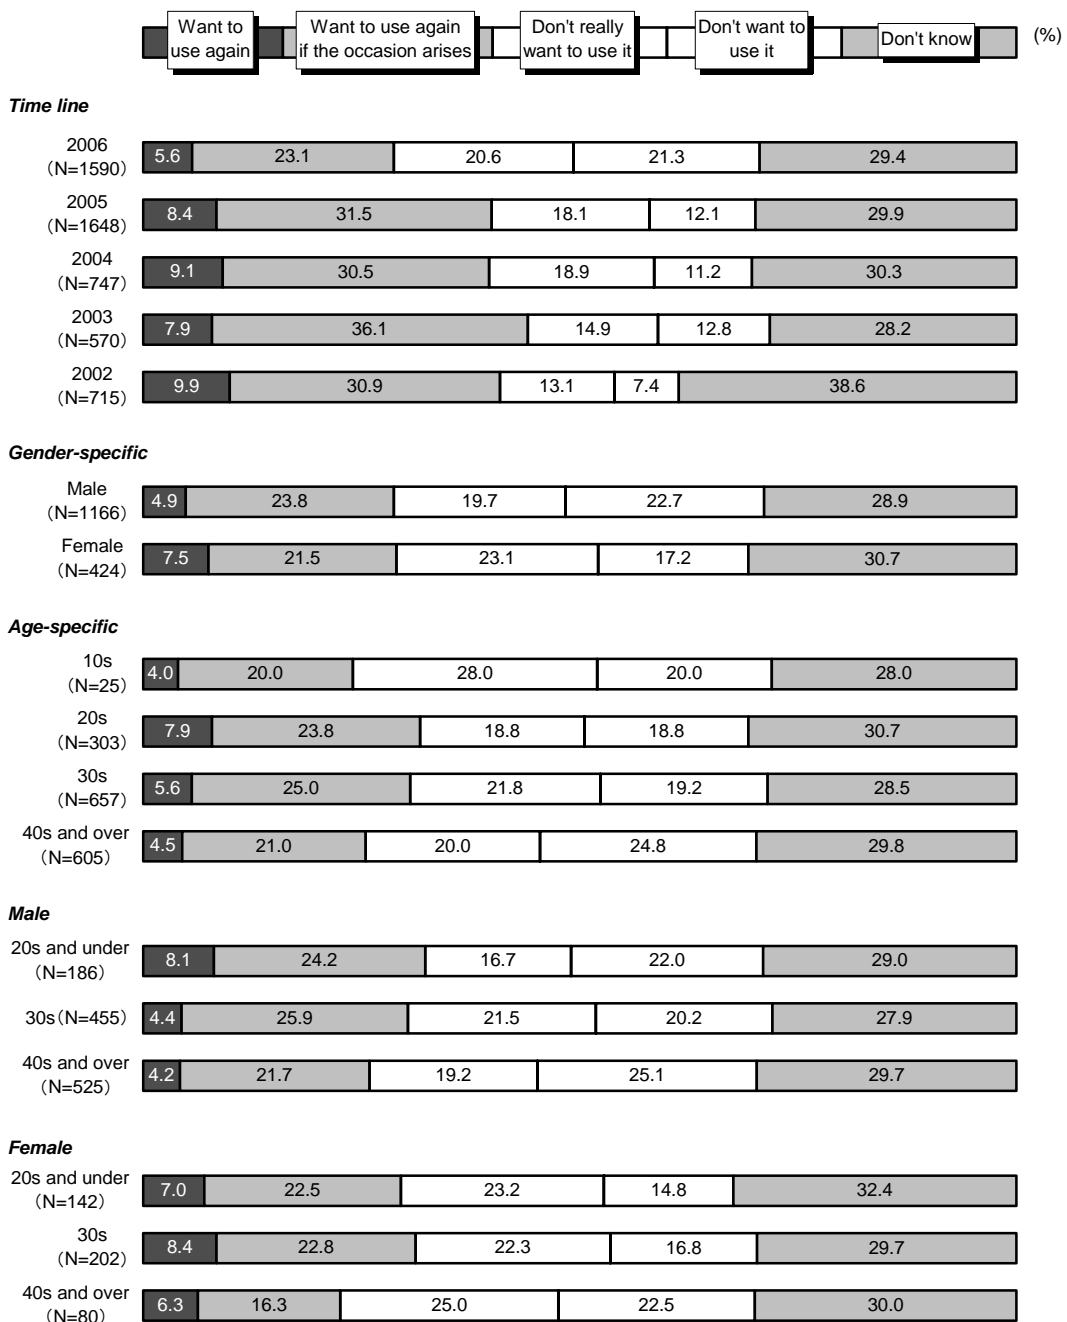 Want to use again
Want to use again if the occasion arises
Don't really want to use it
Don't want to use it
Don't know
(%)
Time line
2006
(N=1590)
5.6 23.1 20.6 21.3 29.4
2005
(N=1648)
8.4 31.5 18.1 12.1 29.9
2004
(N=747)
9.1 30.5 18.9 11.2 30.3
2003
(N=570)
7.9 36.1 14.9 12.8 28.2
2002
(N=715)
9.9 30.9 13.1 7.4 38.6
Gender-specific
Male
(N=1166)
4.9 23.8 19.7 22.7 28.9
Female
(N=424)
7.5 21.5 23.1 17.2 30.7
Age-specific
10s
(N=25)
4.0 20.0 28.0 20.0 28.0
20s
(N=303)
7.9 23.8 18.8 18.8 30.7
30s
(N=657)
5.6 25.0 21.8 19.2 28.5
40s and over
(N=605)
4.5 21.0 20.0 24.8 29.8
Male
20s and under
(N=186)
8.1 24.2 16.7 22.0 29.0
30s(N=455)
4.4 25.9 21.5 20.2 27.9
40s and over
(N=525)
4.2 21.7 19.2 25.1 29.7
Female
20s and under
(N=142)
7.0 22.5 23.2 14.8 32.4
30s
(N=202)
8.4 22.8 22.3 16.8 29.7
40s and over
(N=80)
6.3 16.3 25.0 22.5 30.0